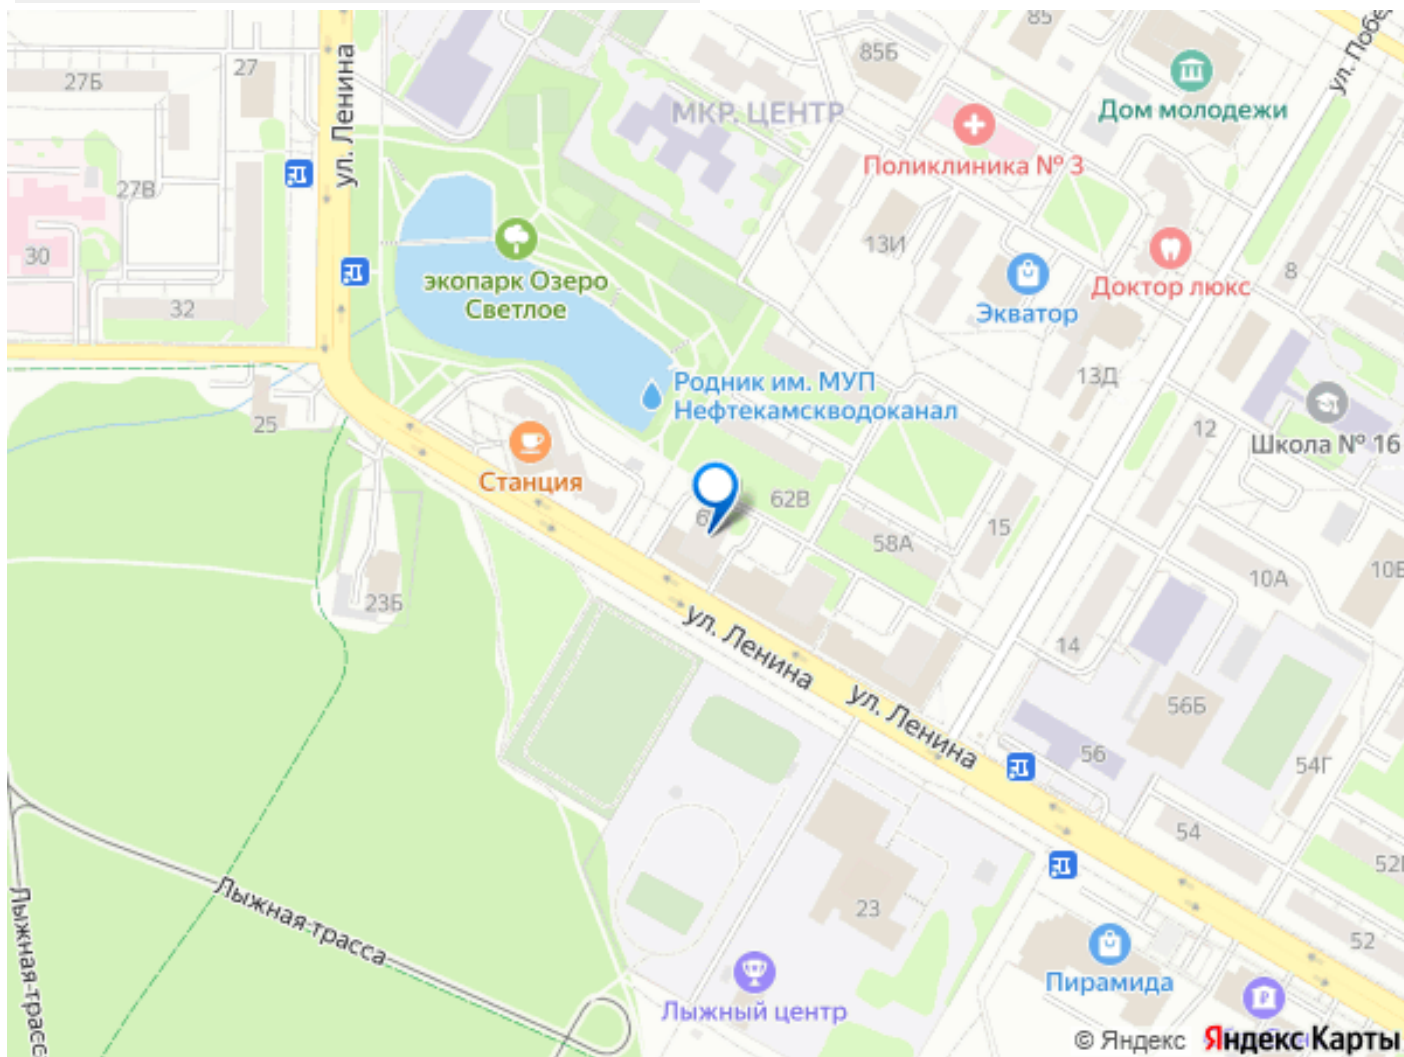 85
ул. Победы
85Б
27Б
27
ул. Ленина
МКР. ЦЕНТР
Дом молодежи
Поликлиника № 3
27В
30
13И
8
экопарк Озеро
Светлое
Экватор
Доктор люкс
32
13Д
Родник им. МУП
Нефтекамскводоканал
25
12
Школа № 16
Станция
62В
15
58А
10А
23Б
14
ул. Ленина
ул. Ленина
56Б
56
54Г
54
Лыжная-трасса
Лыжная-трасс
23
52
Пирамида
Лыжный центр
© Яндекс
Яндекс Карты